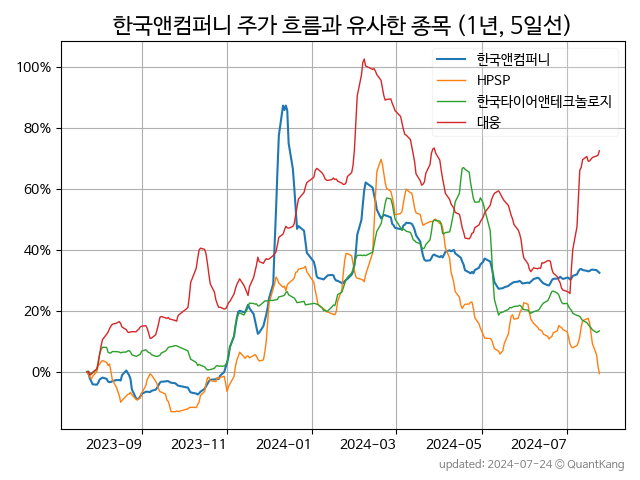 한국앤컴퍼니 주가 흐름과 유사한 종목 (1년, 5일선)
한국앤컴퍼니
HPSP
한국타이어앤테크놀로지
대웅
100%
80%
60%
40%
20%
0%
2023-09
2023-11
2024-01
2024-03
2024-05
2024-07
updated: 2024-07-24 © QuantKang